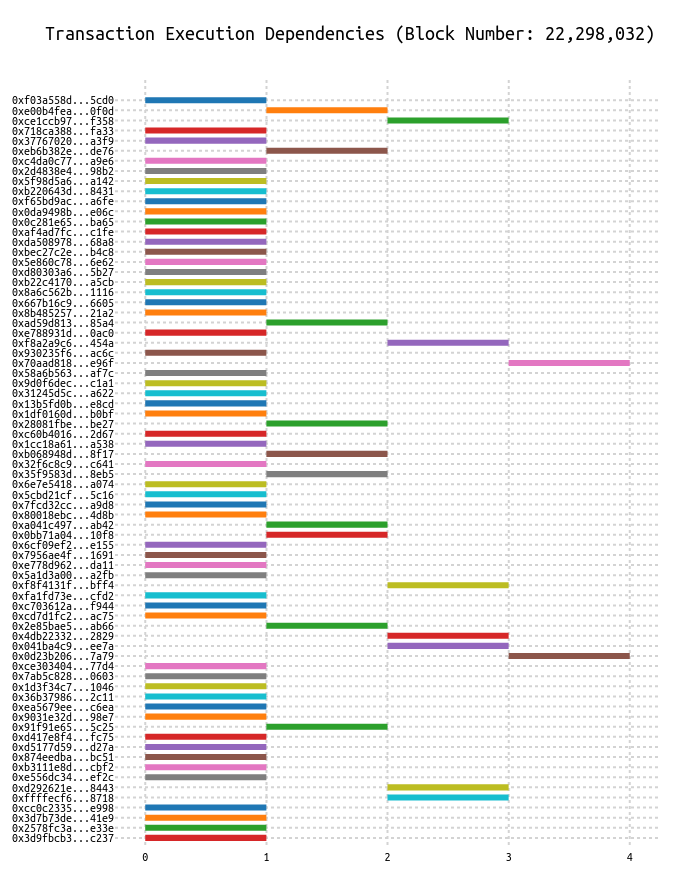 Transaction Execution Dependencies (Block Number: 22,298,032)
0xf03a558d...5cd0
0xe00b4fea...0f0d
0xce1ccb97...f358
0x718ca388...fa33
0x37767020...a3f9
0xeb6b382e...de76
0xc4da0c77...a9e6
0x2d4838e4...98b2
0x5f98d5a6...a142
0xb220643d...8431
0xf65bd9ac...a6fe
0x0da9498b...e06c
0x0c281e65...ba65
0xaf4ad7fc...c1fe
0xda508978...68a8
0xbec27c2e...b4c8
0x5e860c78...6e62
0xd80303a6...5b27
0xb22c4170...a5cb
0x8a6c562b...1116
0x667b16c9...6605
0x8b485257...21a2
0xad59d813...85a4
0xe788931d...0ac0
0xf8a2a9c6...454a
0x930235f6...ac6c
0x70aad818...e96f
0x58a6b563...af7c
0x9d0f6dec...c1a1
0x31245d5c...a622
0x13b5fd0b...e8cd
0x1df0160d...b0bf
0x28081fbe...be27
0xc60b4016...2d67
0x1cc18a61...a538
0xb068948d...8f17
0x32f6c8c9...c641
0x35f9583d...8eb5
0x6e7e5418...a074
0x5cbd21cf...5c16
0x7fcd32cc...a9d8
0x80018ebc...4d8b
0xa041c497...ab42
0x0bb71a04...10f8
0x6cf09ef2...e155
0x7956ae4f...1691
0xe778d962...da11
0x5a1d3a00...a2fb
0xf8f4131f...bff4
0xfa1fd73e...cfd2
0xc703612a...f944
0xcd7d1fc2...ac75
0x2e85bae5...ab66
0x4db22332...2829
0x041ba4c9...ee7a
0x0d23b206...7a79
0xce303404...77d4
0x7ab5c828...0603
0x1d3f34c7...1046
0x36b37986...2c11
0xea5679ee...c6ea
0x9031e32d...98e7
0x91f91e65...5c25
0xd417e8f4...fc75
0xd5177d59...d27a
0x874eedba...bc51
0xb3111e8d...cbf2
0xe556dc34...ef2c
0xd292621e...8443
0xffffecf6...8718
0xcc0c2335...e998
0x3d7b73de...41e9
0x2578fc3a...e33e
0x3d9fbcb3...c237
0 1 2 3 4